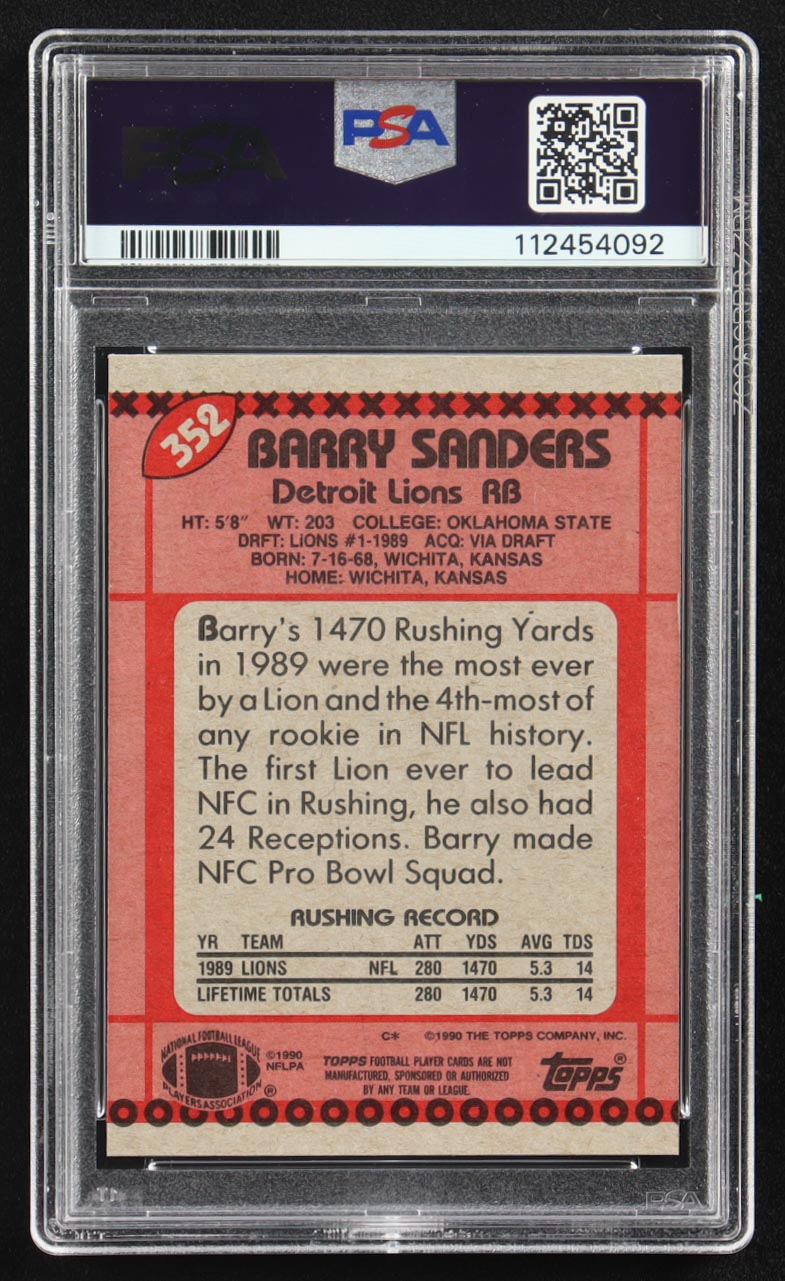 PSA
PSA
112454092
352
BARRY SANDERS
Detroit Lions RB
HT: 5'8" WT: 203 COLLEGE: OKLAHOMA STATE
DRFT: LIONS #1-1989 ACQ: VIA DRAFT
BORN: 7-16-68, WICHITA, KANSAS
HOME: WICHITA, KANSAS
Barry's 1470 Rushing Yards
in 1989 were the most ever
by a Lion and the 4th-most of
any rookie in NFL history.
The first Lion ever to lead
NFC in Rushing, he also had
24 Receptions. Barry made
NFC Pro Bowl Squad.
RUSHING RECORD
YR TEAM ATT YDS AVG TDS
1989 LIONS NFL 280 1470 5.3 14
LIFETIME TOTALS 280 1470 5.3 14
C* ©1990 THE TOPPS COMPANY, INC.
NATIONAL FOOTBALL LEAGUE
PLAYERS ASSOCIATION ®
©1990
NFLPA
TOPPS FOOTBALL PLAYER CARDS ARE NOT
MANUFACTURED, SPONSORED OR AUTHORIZED
BY ANY TEAM OR LEAGUE.
TOPPS®
PSA